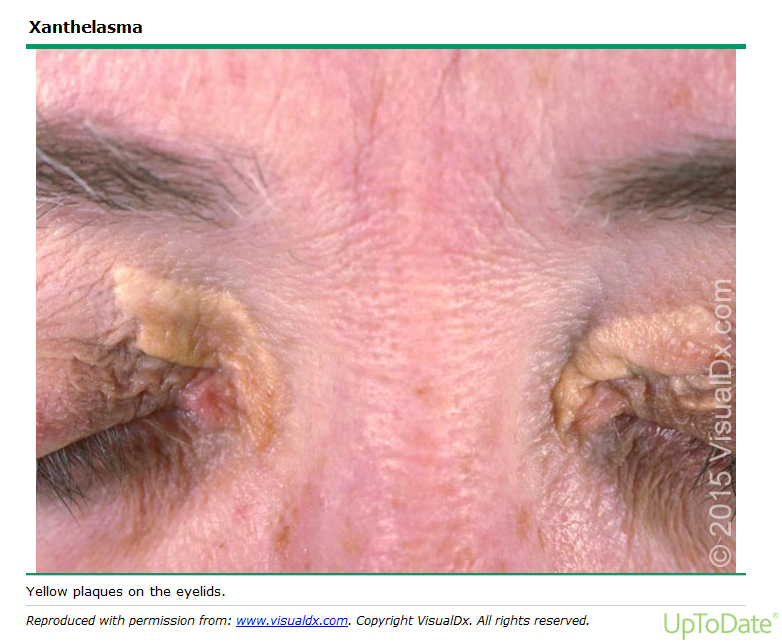 Xanthelasma
© 2015 VisualDx.com
Yellow plaques on the eyelids.
Reproduced with permission from: www.visualdx.com. Copyright VisualDx. All rights reserved.
UpToDate®